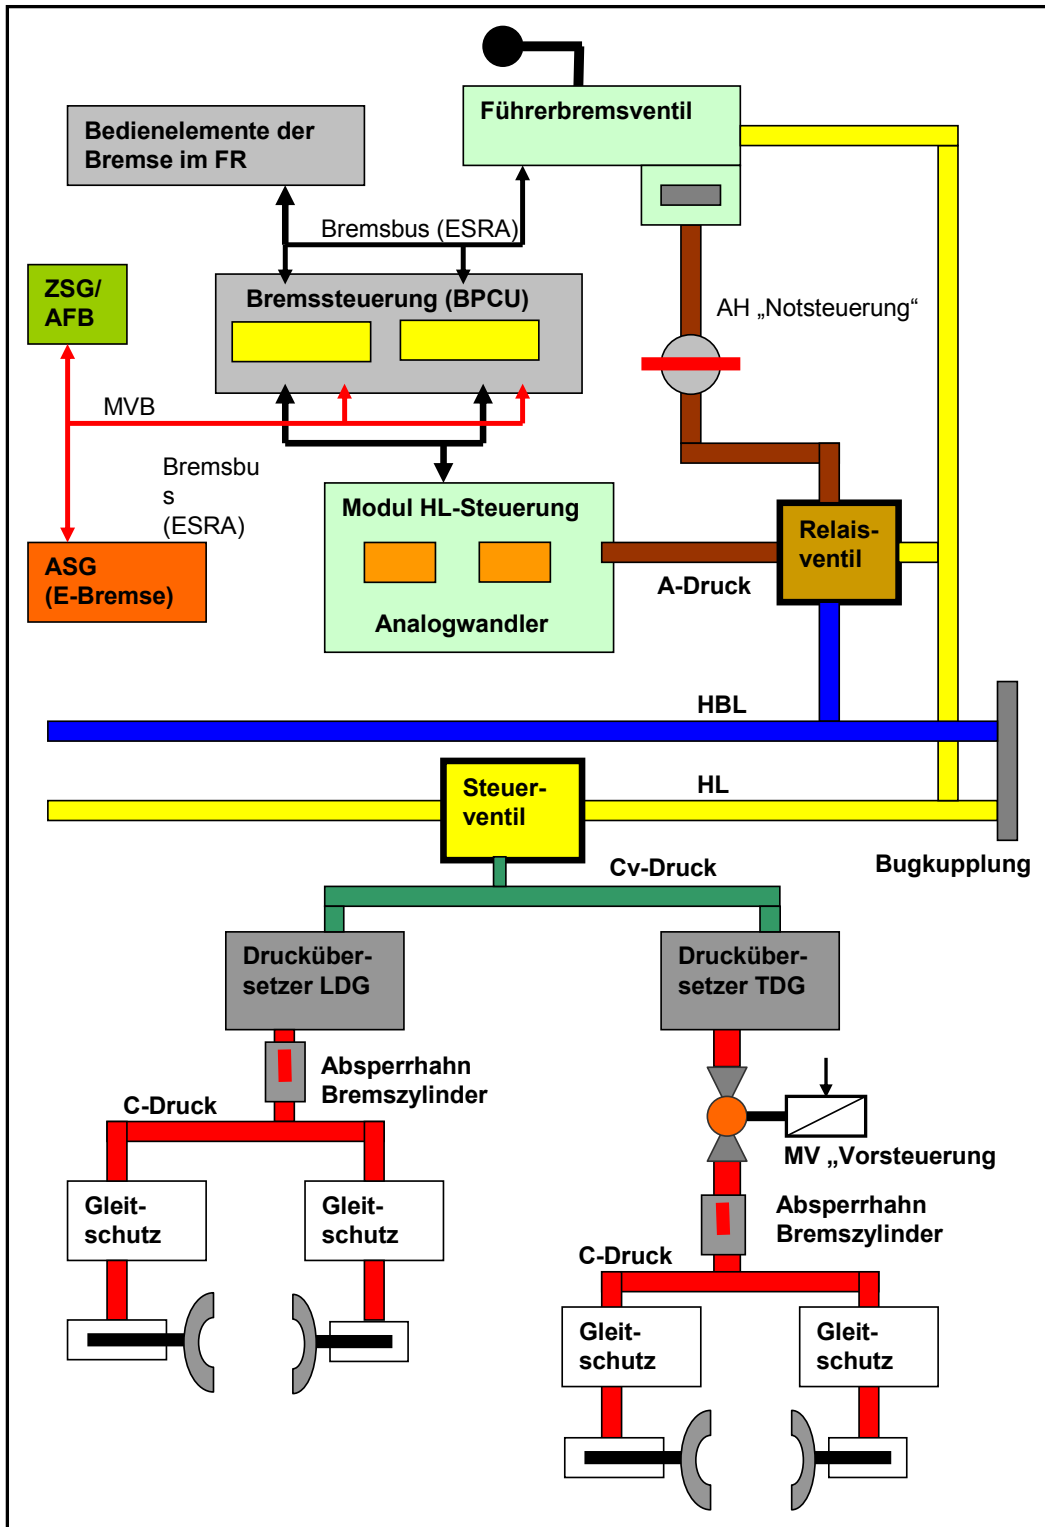 Führerbremsventil
Bedienelemente der
Bremse im FR
Bremsbus (ESRA)
ZSG/
AFB
Bremssteuerung (BPCU)
AH „Notsteuerung“
MVB
Bremsbu
s
(ESRA)
Modul HL-Steuerung
Relais-
ventil
ASG
(E-Bremse)
A-Druck
Analogwandler
HBL
Steuer-
ventil
HL
Bugkupplung
Cv-Druck
Druckübersetzer-
setzer LDG
Drucküber-
setzer TDG
Absperrhahn
Bremszylinder
C-Druck
MV „Vorsteuerung
Gleit-
schutz
Gleit-
schutz
Absperrhahn
Bremszylinder
C-Druck
Gleit-
schutz
Gleit-
schutz